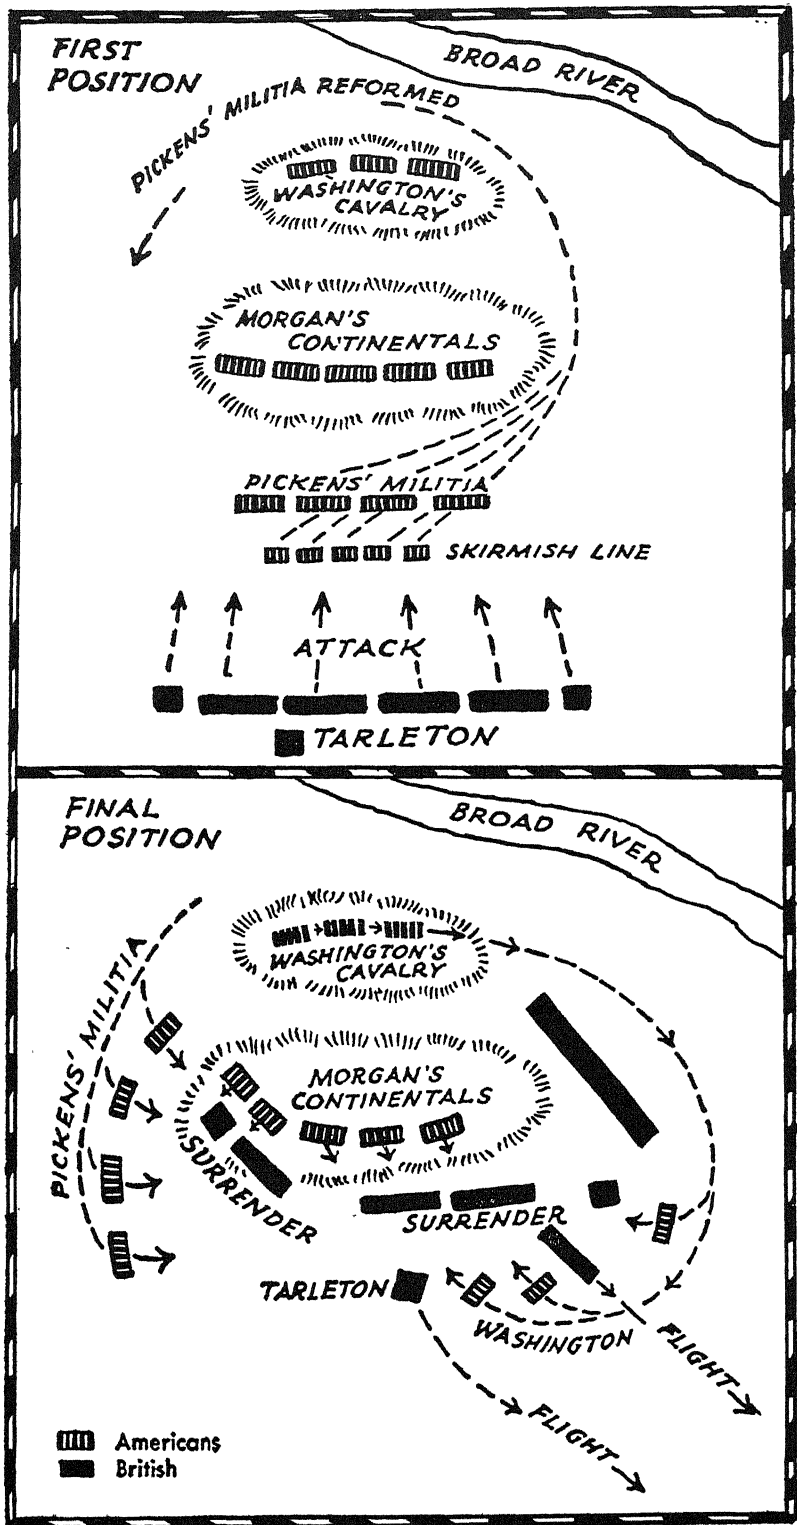 FIRST
POSITION
BROAD RIVER
PICKENS' MILITIA REFORMED
WASHINGTON'S
CAVALRY
MORGAN'S
CONTINENTALS
PICKENS' MILITIA
SKIRMISH LINE
ATTACK
TARLETON
FINAL
POSITION
BROAD RIVER
WASHINGTON'S
CAVALRY
PICKENS' MILITIA
MORGAN'S
CONTINENTALS
SURRENDER
SURRENDER
TARLETON
WASHINGTON
FLIGHT
FLIGHT
Americans
British